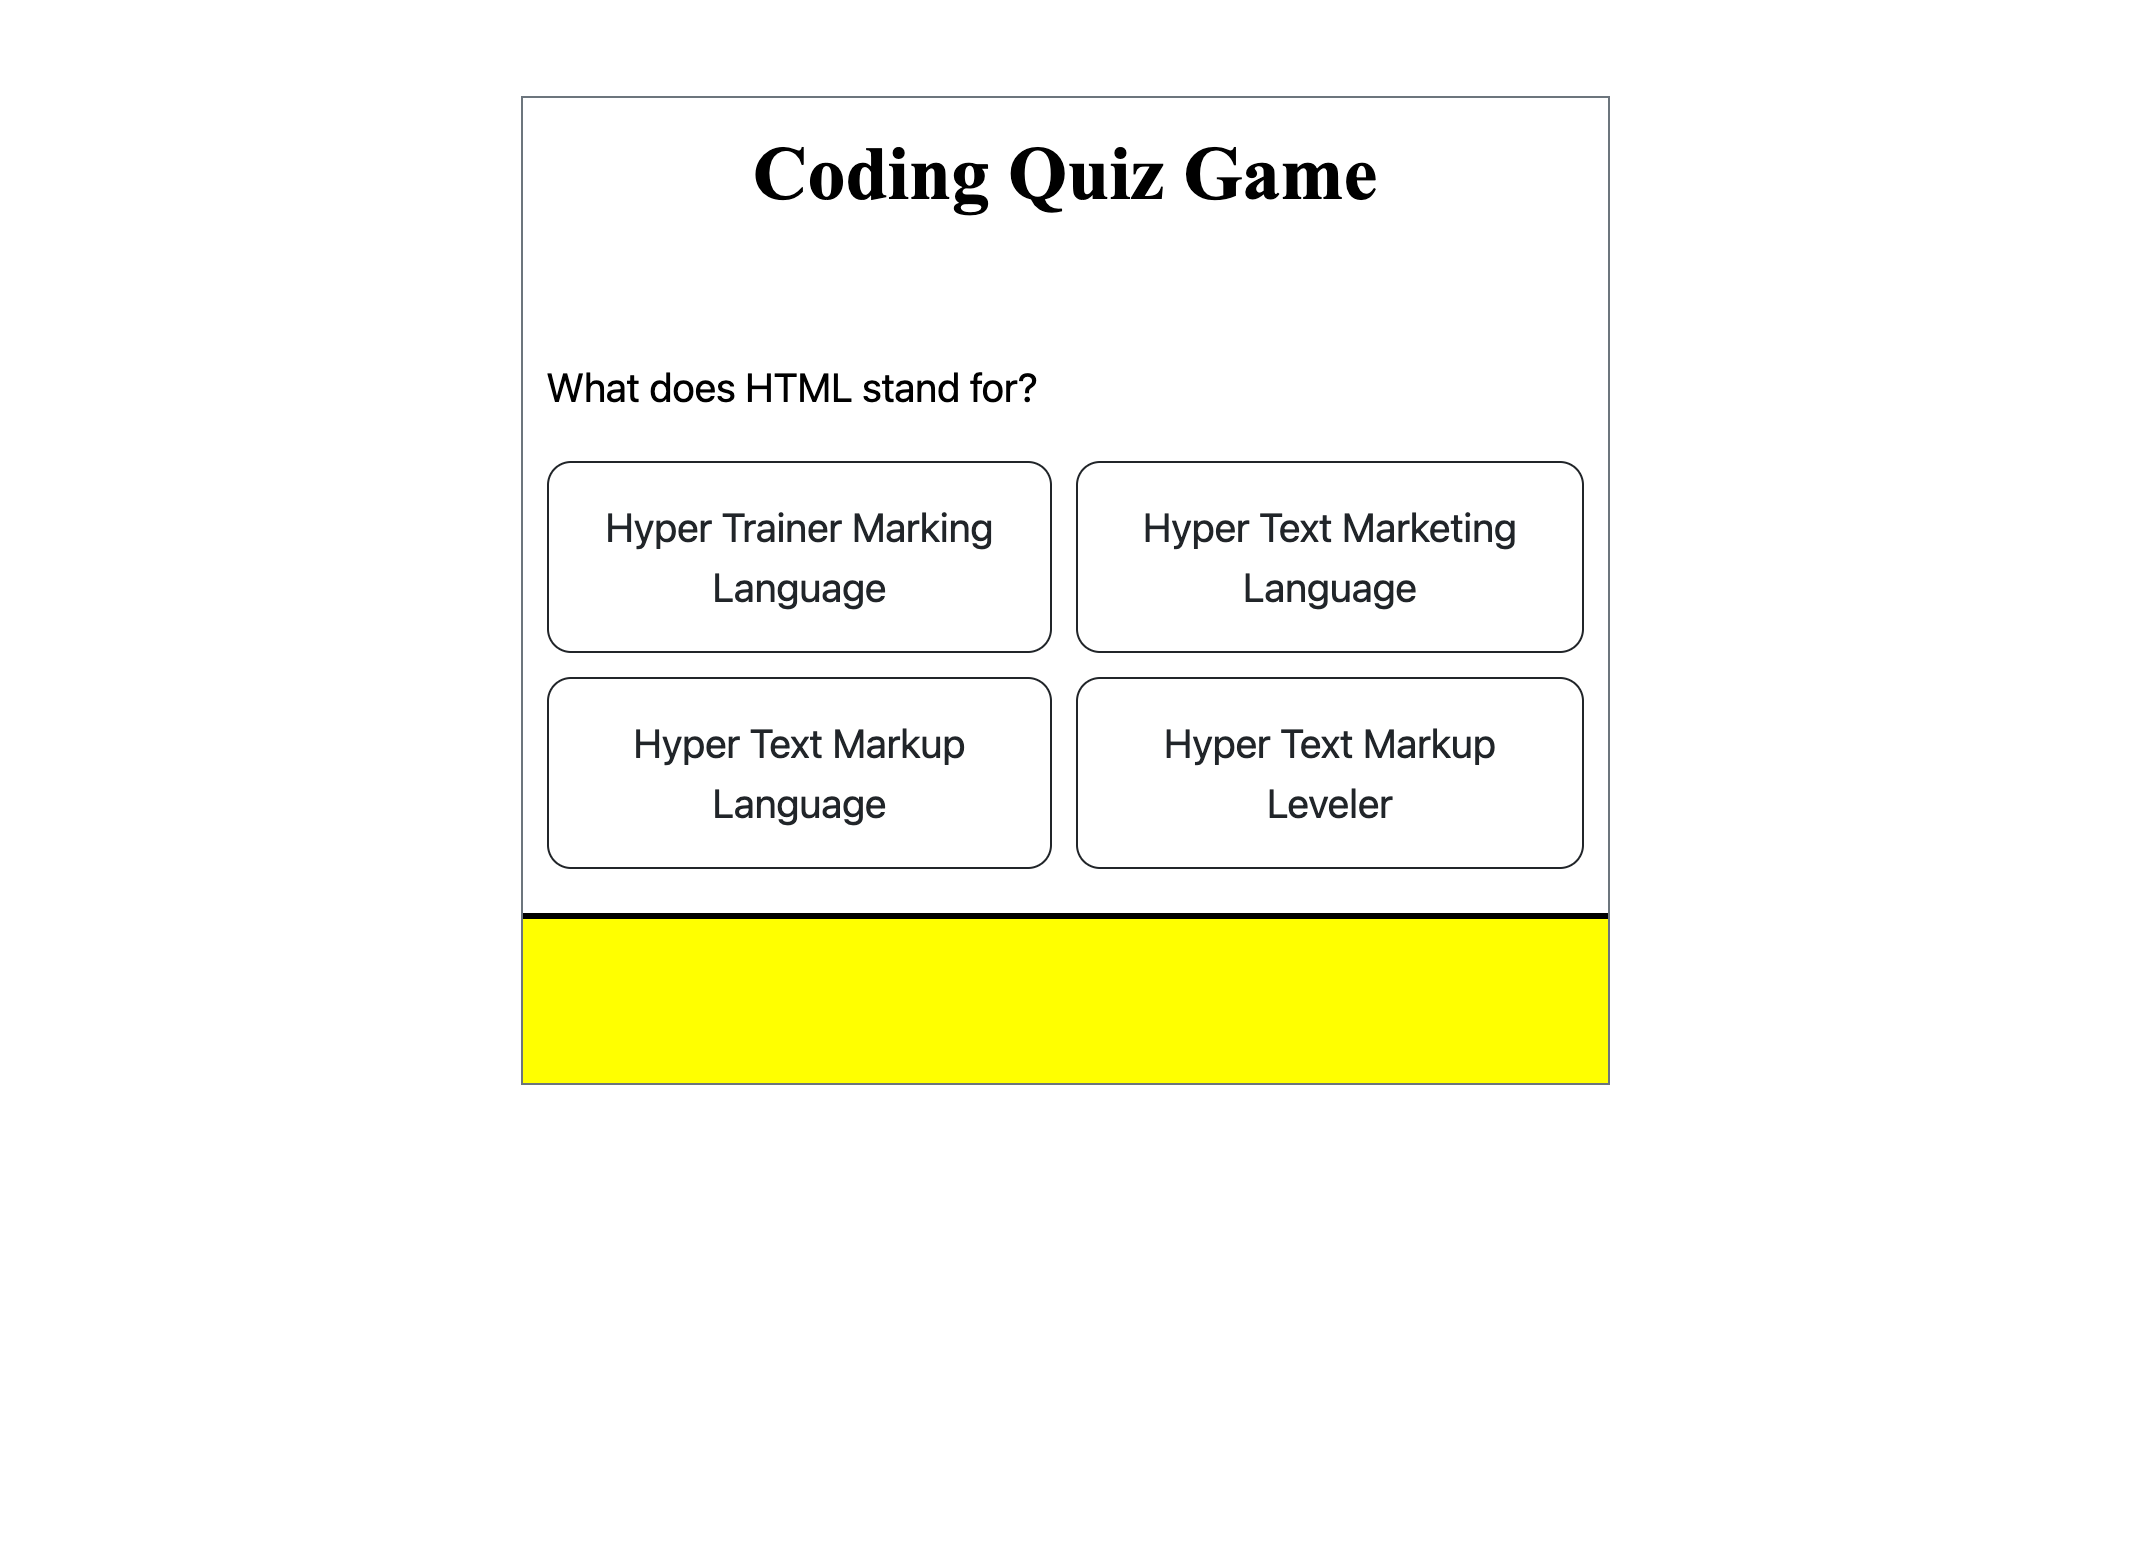 Coding Quiz Game
What does HTML stand for?
Hyper Trainer Marking
Language
Hyper Text Marketing
Language
Hyper Text Markup
Language
Hyper Text Markup
Leveler